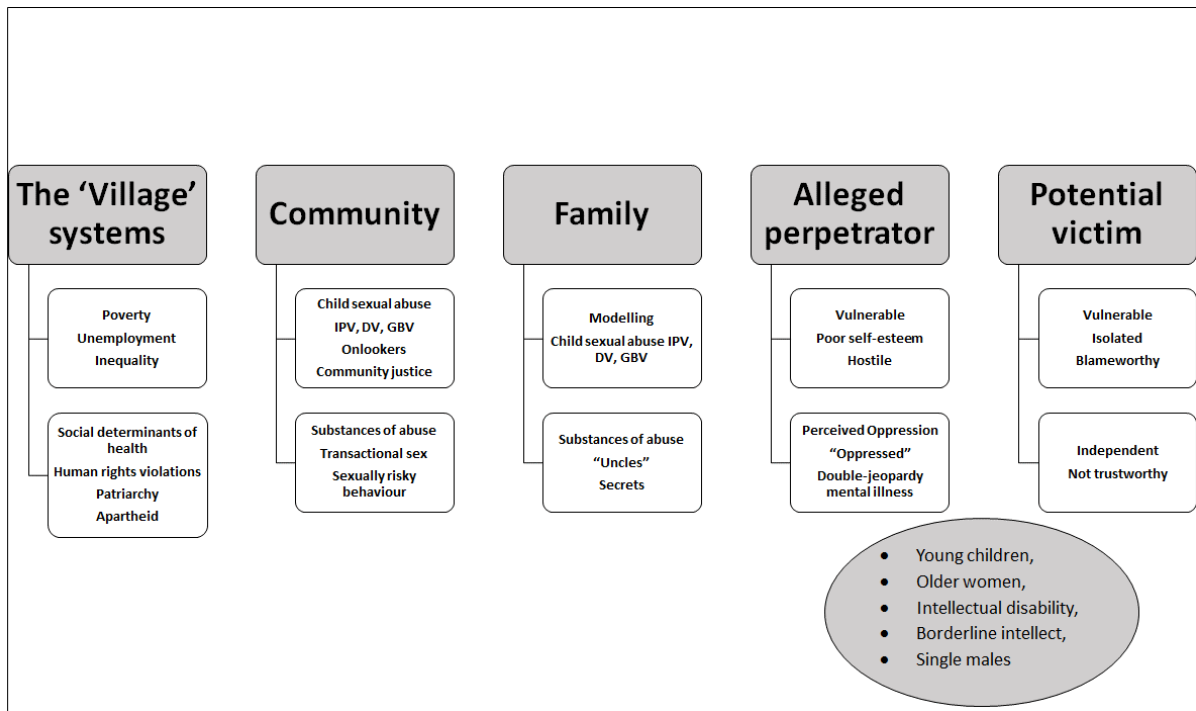 The ‘Village’
systems
Poverty
Unemployment
Inequality
Social determinants of
health
Human rights violations
Patriarchy
Apartheid
Community
Child sexual abuse
IPV, DV, GBV
Onlookers
Community justice
Substances of abuse
Transactional sex
Sexually risky
behaviour
Family
Modelling
Child sexual abuse IPV,
DV, GBV
Substances of abuse
“Uncles”
Secrets
Alleged
perpetrator
Vulnerable
Poor self-esteem
Hostile
Perceived Oppression
“Oppressed”
Double-jeopardy
mental illness
Potential
victim
Vulnerable
Isolated
Blameworthy
Independent
Not trustworthy
• Young children,
• Older women,
• Intellectual disability,
• Borderline intellect,
• Single males